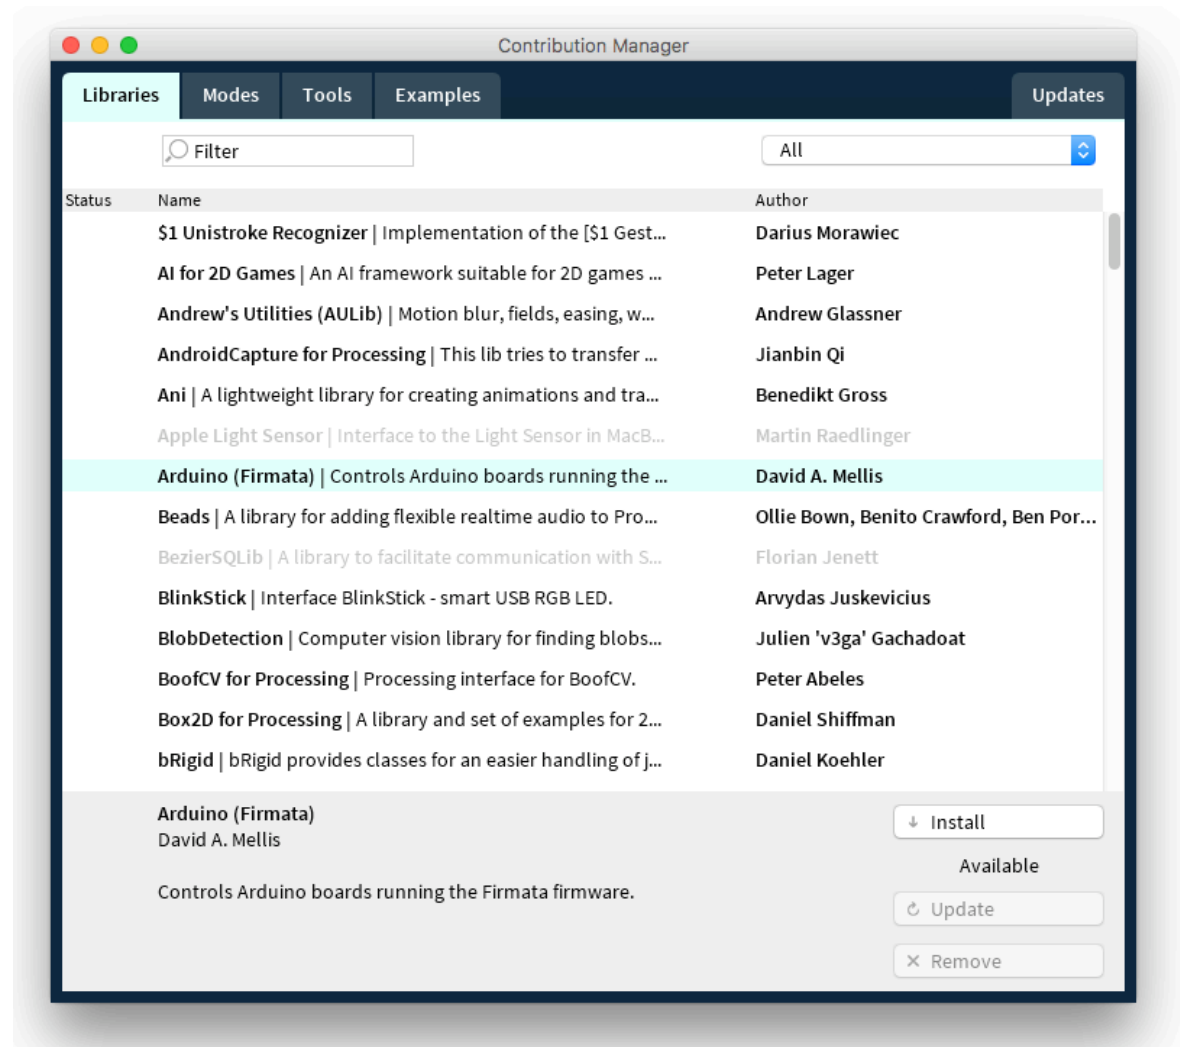 Contribution Manager
Libraries Modes Tools Examples Updates
Filter All
Status Name Author
$1 Unistroke Recognizer | Implementation of the [$1 Gest... Darius Morawiec
AI for 2D Games | An AI framework suitable for 2D games ... Peter Lager
Andrew's Utilities (AULib) | Motion blur, fields, easing, w... Andrew Glassner
AndroidCapture for Processing | This lib tries to transfer ... Jianbin Qi
Ani | A lightweight library for creating animations and tra... Benedikt Gross
Apple Light Sensor | Interface to the Light Sensor in MacB... Martin Raedlinger
Arduino (Firmata) | Controls Arduino boards running the ... David A. Mellis
Beads | A library for adding flexible realtime audio to Pro... Ollie Bown, Benito Crawford, Ben Por...
BezierSQLib | A library to facilitate communication with S... Florian Jenett
BlinkStick | Interface BlinkStick - smart USB RGB LED. Arvydas Juskevicius
BlobDetection | Computer vision library for finding blobs... Julien 'v3ga' Gachadoat
BoofCV for Processing | Processing interface for BoofCV. Peter Abeles
Box2D for Processing | A library and set of examples for 2... Daniel Shiffman
bRigid | bRigid provides classes for an easier handling of j... Daniel Koehler
Arduino (Firmata)
David A. Mellis
Controls Arduino boards running the Firmata firmware.
Install
Available
Update
Remove